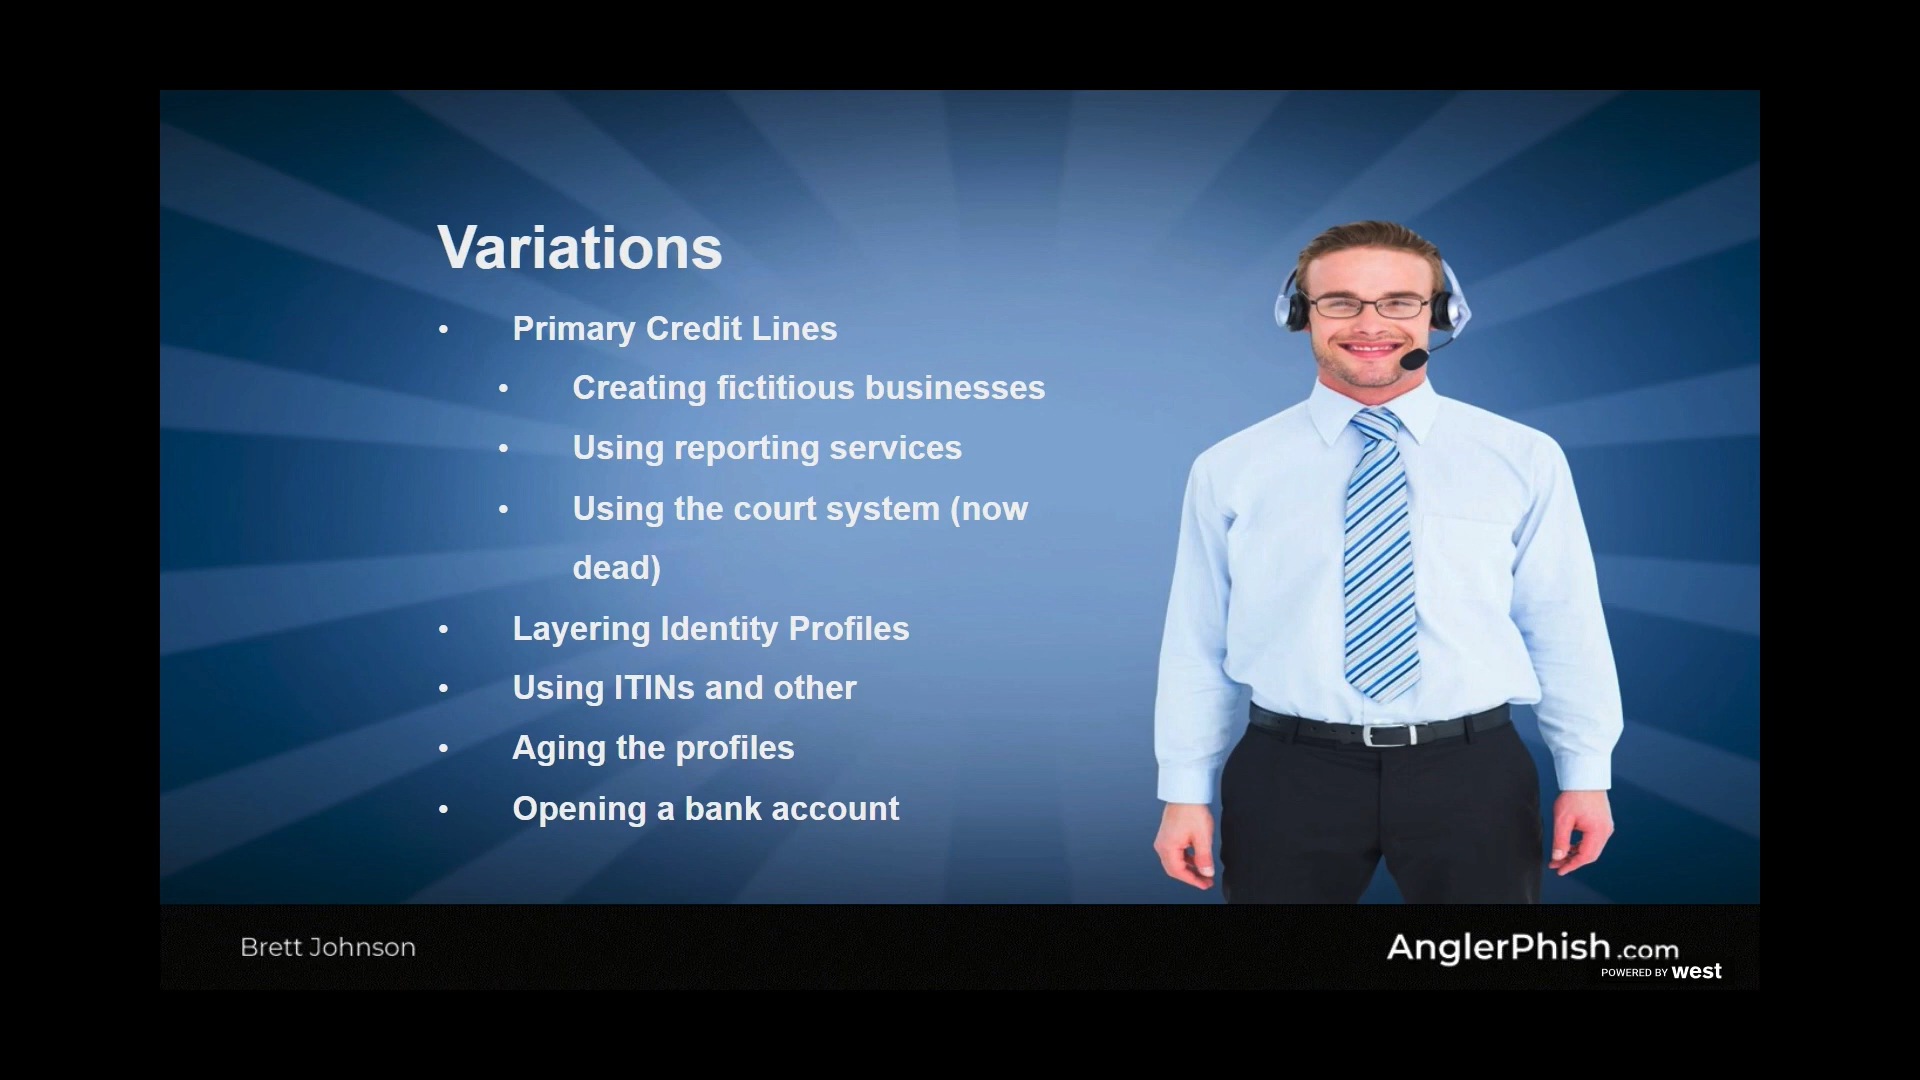 Variations
• Primary Credit Lines
• Creating fictitious businesses
• Using reporting services
• Using the court system (now
dead)
• Layering Identity Profiles
• Using ITINs and other
• Aging the profiles
• Opening a bank account
Brett Johnson
AnglerPhish.com
POWERED BY west